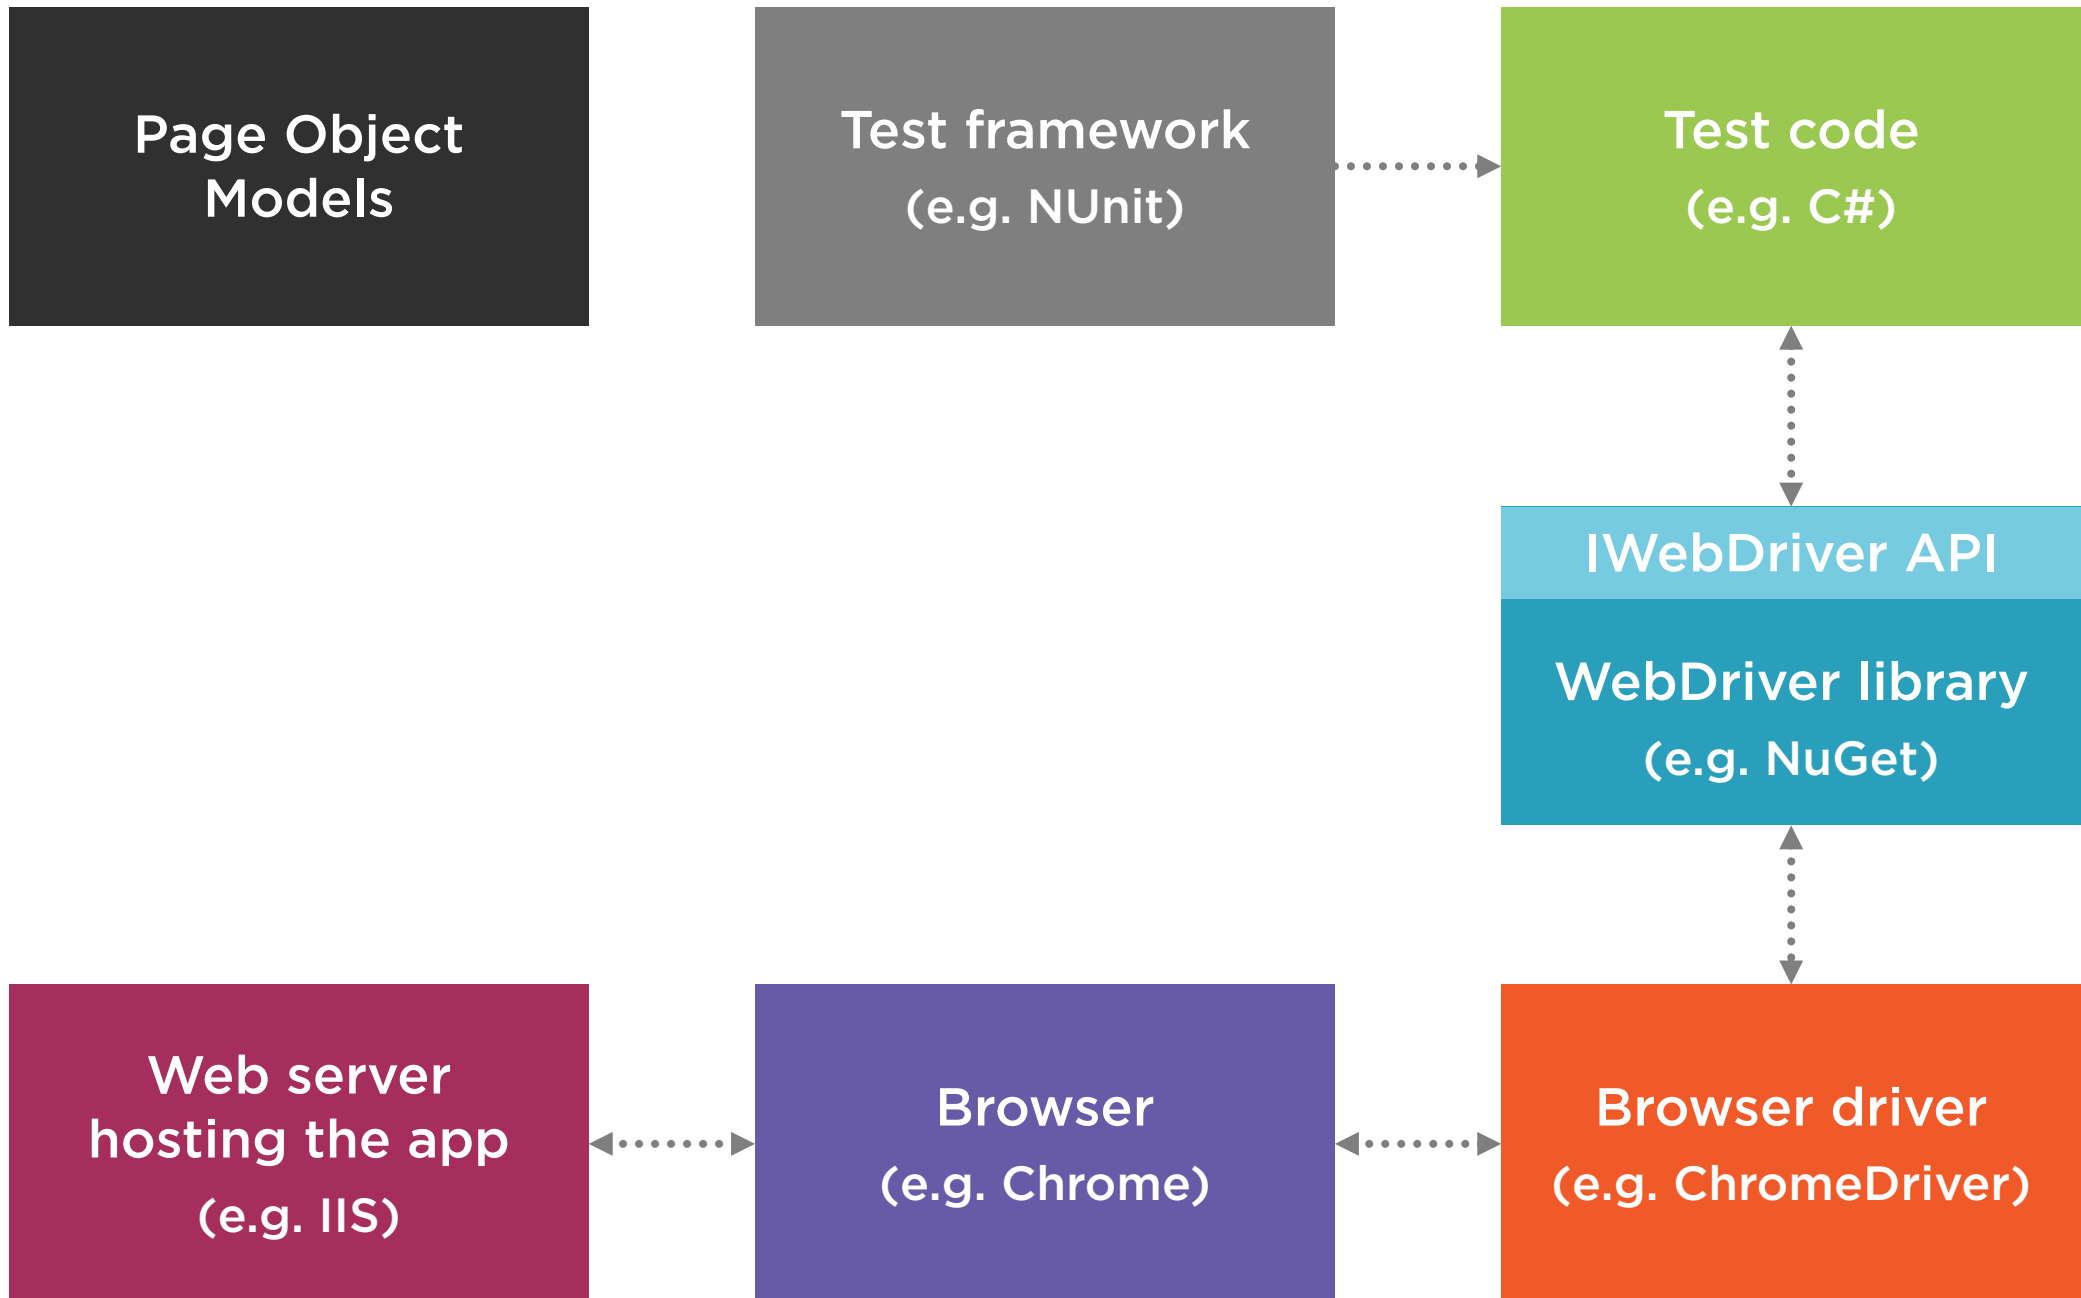 Page Object
Models
Test framework
(e.g. NUnit)
Test code
(e.g. C#)
IWebDriver API
WebDriver library
(e.g. NuGet)
Web server
hosting the app
(e.g. IIS)
Browser
(e.g. Chrome)
Browser driver
(e.g. ChromeDriver)